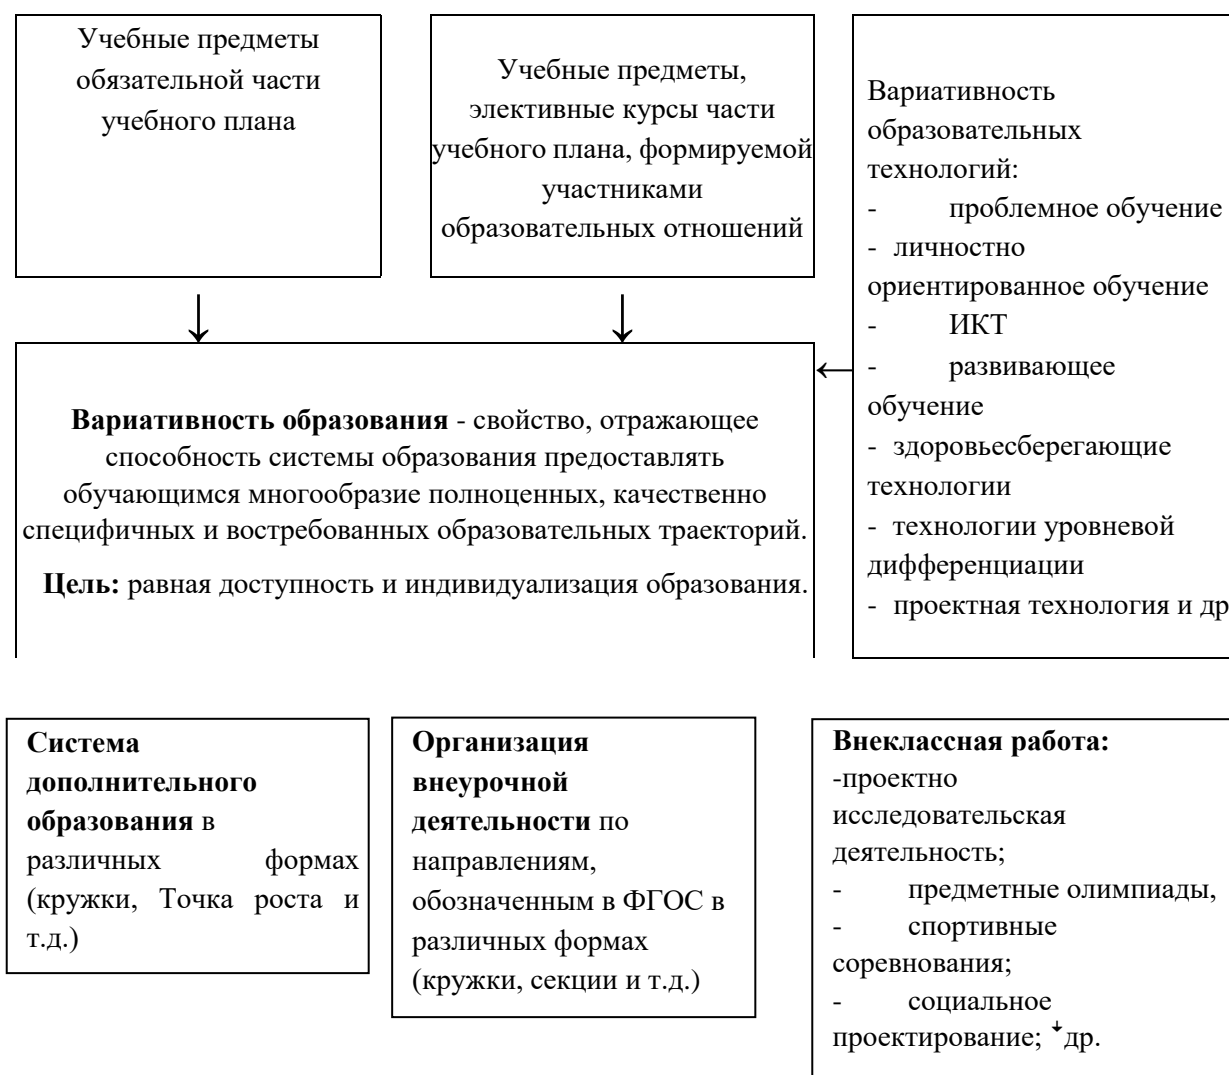 Учебные предметы
обязательной части
учебного плана
Учебные предметы,
элективные курсы части
учебного плана, формируемой
участниками
образовательных отношений
Вариативность
образовательных
технологий:
- проблемное обучение
- личностно
ориентированное обучение
- ИКТ
- развивающее
обучение
- здоровьесберегающие
технологии
- технологии уровневой
дифференциации
- проектная технология и др
Вариативность образования - свойство, отражающее
способность системы образования предоставлять
обучающимся многообразие полноценных, качественно
специфичных и востребованных образовательных траекторий.
Цель: равная доступность и индивидуализация образования.
Система
дополнительного
образования в
различных формах
(кружки, Точка роста и
т.д.)
Организация
внеурочной
деятельности по
направлениям,
обозначенным в ФГОС в
различных формах
(кружки, секции и т.д.)
Внеклассная работа:
-проектно
исследовательская
деятельность;
- предметные олимпиады,
- спортивные
соревнования;
- социальное
проектирование; др.